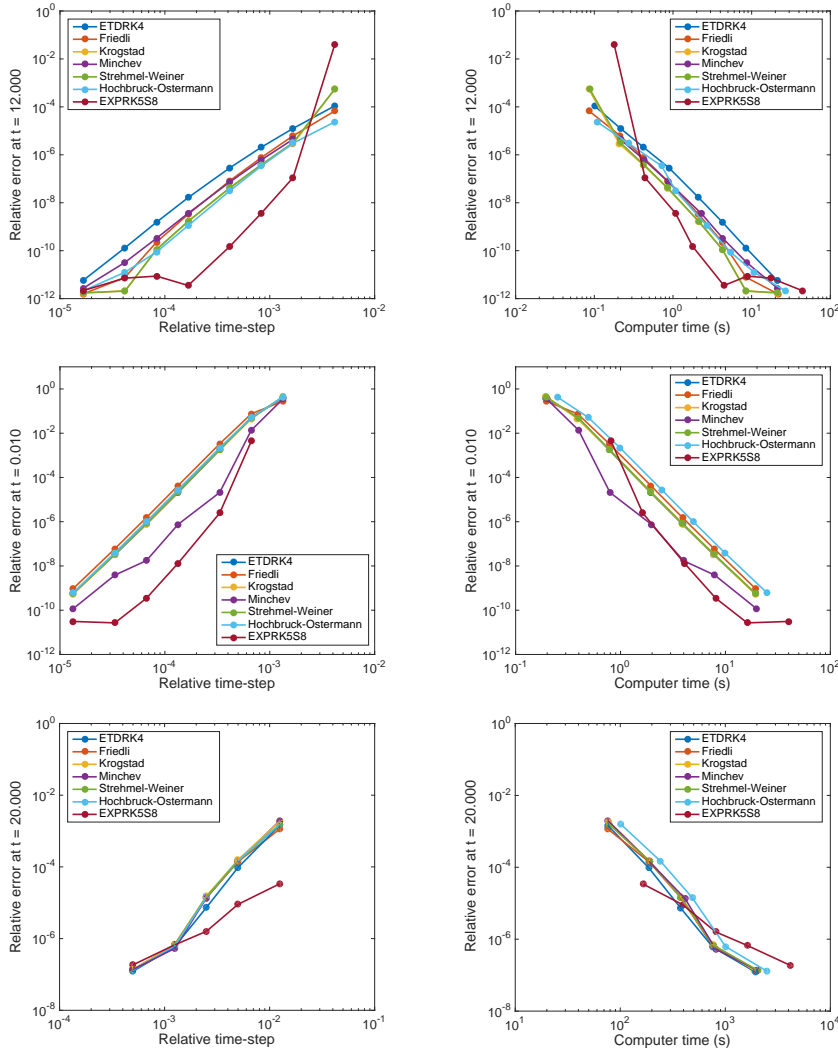 Relative error at t = 12.000
10^0
10^-2
10^-4
10^-6
10^-8
10^-10
10^-12
ETDRK4
Friedli
Krogstad
Minchev
Strehmel-Weiner
Hochbruck-Ostermann
EXPRK5S8
10^-5
10^-4
10^-3
10^-2
Relative time-step
Relative error at t = 12.000
10^0
10^-2
10^-4
10^-6
10^-8
10^-10
10^-12
ETDRK4
Friedli
Krogstad
Minchev
Strehmel-Weiner
Hochbruck-Ostermann
EXPRK5S8
10^-2
10^-1
10^0
10^1
10^2
Computer time (s)
Relative error at t = 0.010
10^0
10^-2
10^-4
10^-6
10^-8
10^-10
10^-12
ETDRK4
Friedli
Krogstad
Minchev
Strehmel-Weiner
Hochbruck-Ostermann
EXPRK5S8
10^-5
10^-4
10^-3
10^-2
Relative time-step
Relative error at t = 0.010
10^0
10^-2
10^-4
10^-6
10^-8
10^-10
10^-12
ETDRK4
Friedli
Krogstad
Minchev
Strehmel-Weiner
Hochbruck-Ostermann
EXPRK5S8
10^-1
10^0
10^1
10^2
Computer time (s)
Relative error at t = 20.000
10^0
10^-2
10^-4
10^-6
10^-8
ETDRK4
Friedli
Krogstad
Minchev
Strehmel-Weiner
Hochbruck-Ostermann
EXPRK5S8
10^-4
10^-3
10^-2
10^-1
Relative time-step
Relative error at t = 20.000
10^0
10^-2
10^-4
10^-6
10^-8
ETDRK4
Friedli
Krogstad
Minchev
Strehmel-Weiner
Hochbruck-Ostermann
EXPRK5S8
10^1
10^2
10^3
10^4
Computer time (s)